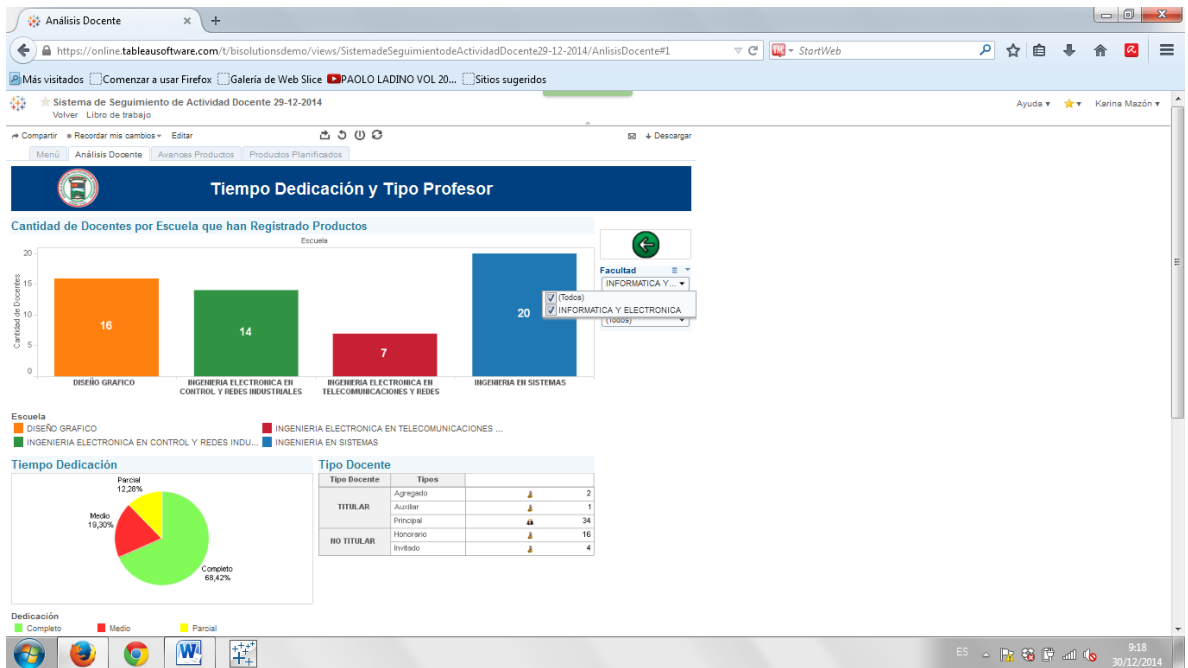 Análisis Docente
https://online.tableausoftware.com/t/bisolutionsdemo/views/SistemadeSeguimientodeActividadDocente29-12-2014/AnlisisDocente#1
StartWeb
Más visitados Comenzar a usar Firefox Galería de Web Slice PAOLO LADINO VOL 20... Sitios sugeridos
Sistema de Seguimiento de Actividad Docente 29-12-2014
Volver Libro de trabajo
Ayuda Karina Mazón
Compartir Recordar mis cambios Editar
Descargar
Menú Análisis Docente Avances Productos Productos Planificados
Tiempo Dedicación y Tipo Profesor
Cantidad de Docentes por Escuela que han Registrado Productos
Escuela
Cantidad de Docentes
20
15
10
5
0
16
14
7
20
DISEÑO GRAFICO
INGENIERIA ELECTRONICA EN
CONTROL Y REDES INDUSTRIALES
INGENIERIA ELECTRONICA EN
TELECOMUNICACIONES Y REDES
INGENIERIA EN SISTEMAS
Facultad
INFORMATICA Y...
(Todos)
INFORMATICA Y ELECTRONICA
(Todos)
Escuela
DISEÑO GRAFICO
INGENIERIA ELECTRONICA EN TELECOMUNICACIONES ...
INGENIERIA ELECTRONICA EN CONTROL Y REDES INDU...
INGENIERIA EN SISTEMAS
Tiempo Dedicación
Parcial
12,28%
Medio
19,30%
Completo
68,42%
Tipo Docente
Tipo Docente Tipos
TITULAR
Agregado 2
Auxiliar 1
Principal 34
NO TITULAR
Honorario 16
Invitado 4
Dedicación
Completo Medio Parcial
ES
9:18
30/12/2014